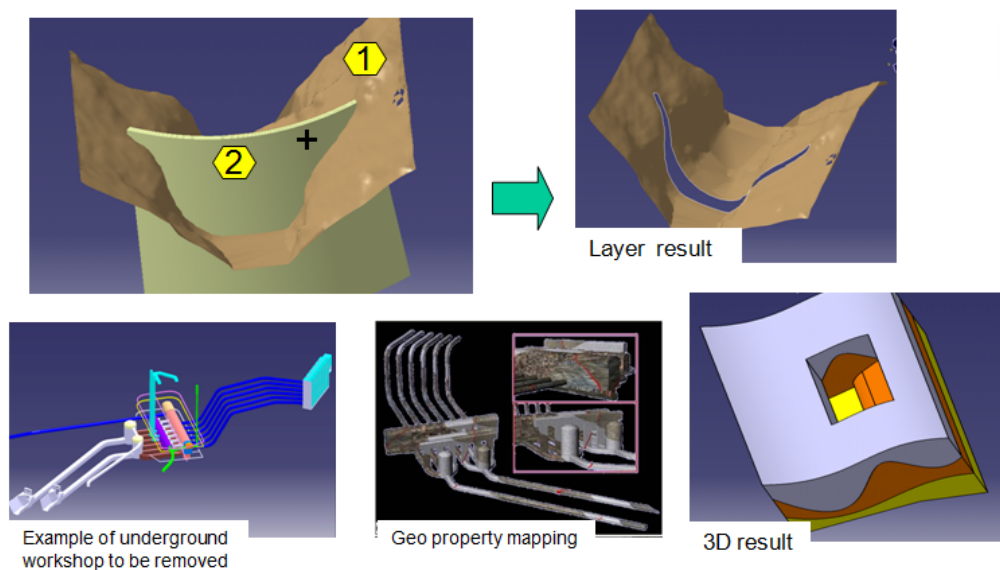 1
2
+
Layer result
Example of underground
workshop to be removed
Geo property mapping
3D result